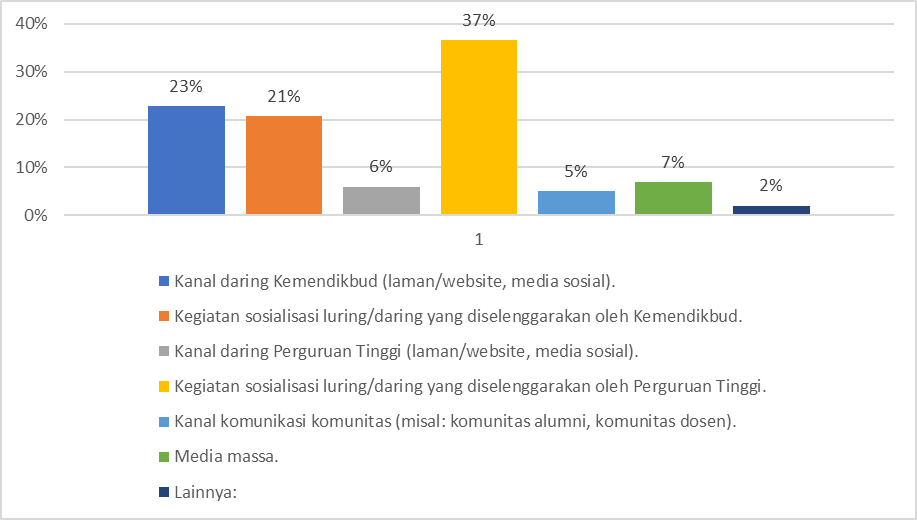 40%
37%
30%
23%
21%
20%
10%
6%
5%
7%
2%
0%
1
Kanal daring Kemendikbud (laman/website, media sosial).
Kegiatan sosialisasi luring/daring yang diselenggarakan oleh Kemendikbud.
Kanal daring Perguruan Tinggi (laman/website, media sosial).
Kegiatan sosialisasi luring/daring yang diselenggarakan oleh Perguruan Tinggi.
Kanal komunikasi komunitas (misal: komunitas alumni, komunitas dosen).
Media massa.
Lainnya: